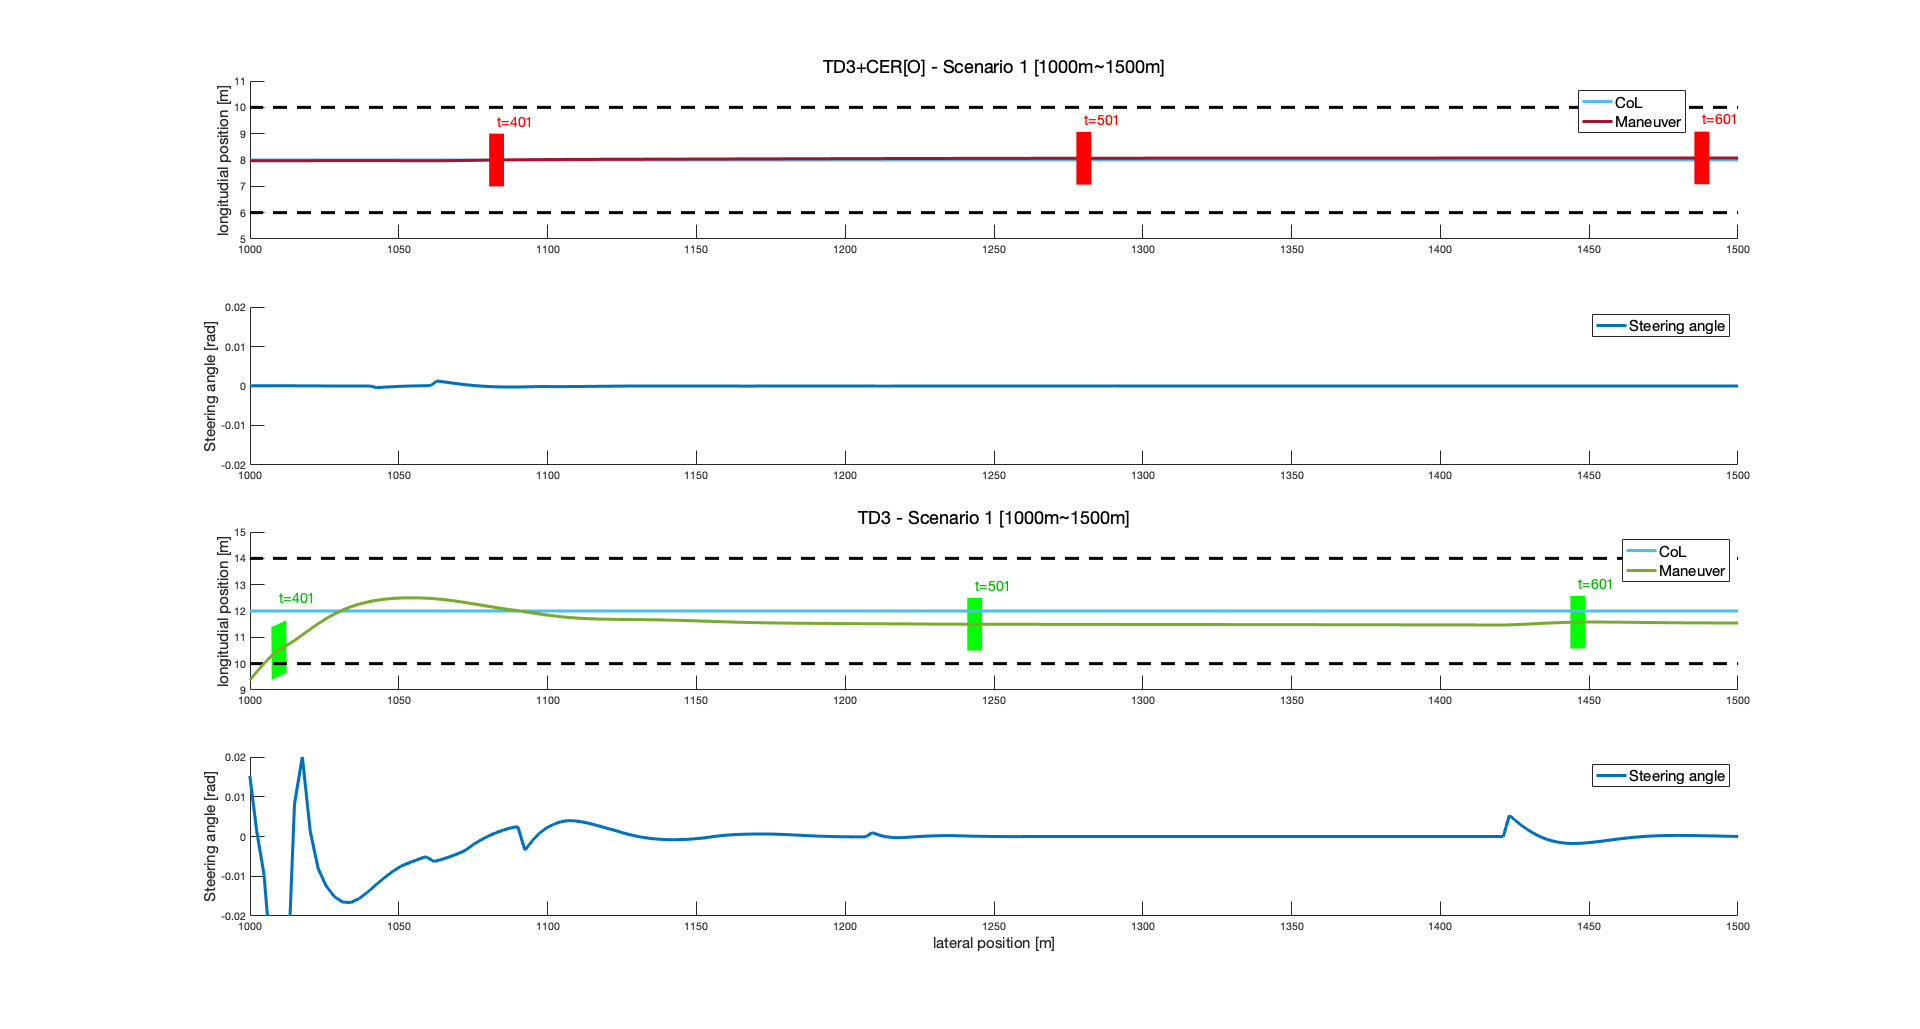 TD3+CER[O] - Scenario 1 [1000m~1500m]
longitudial position [m]
11
10
9
8
7
6
5
t=401
t=501
t=601
CoL
Maneuver
1000 1050 1100 1150 1200 1250 1300 1350 1400 1450 1500
Steering angle [rad]
0.02
0.01
0
-0.01
-0.02
Steering angle
1000 1050 1100 1150 1200 1250 1300 1350 1400 1450 1500
TD3 - Scenario 1 [1000m~1500m]
longitudial position [m]
15
14
13
12
11
10
9
t=401
t=501
t=601
CoL
Maneuver
1000 1050 1100 1150 1200 1250 1300 1350 1400 1450 1500
Steering angle [rad]
0.02
0.01
0
-0.01
-0.02
Steering angle
1000 1050 1100 1150 1200 1250 1300 1350 1400 1450 1500
lateral position [m]